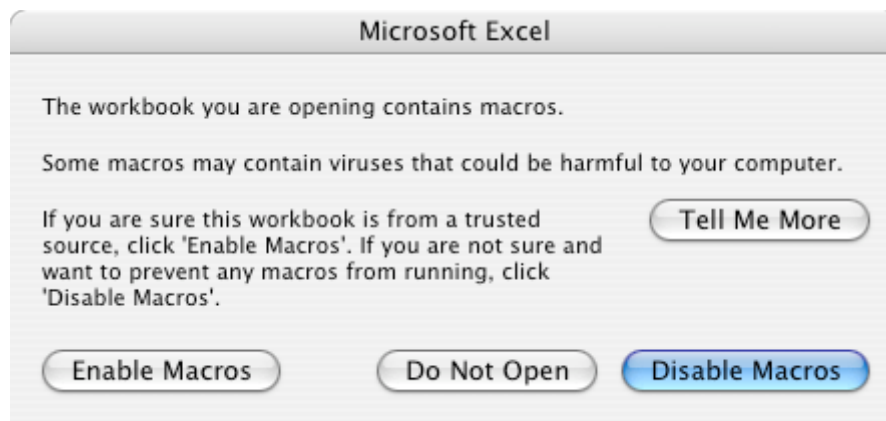 Microsoft Excel
The workbook you are opening contains macros.
Some macros may contain viruses that could be harmful to your computer.
If you are sure this workbook is from a trusted
source, click 'Enable Macros'. If you are not sure and
want to prevent any macros from running, click
'Disable Macros'.
Tell Me More
Enable Macros
Do Not Open
Disable Macros